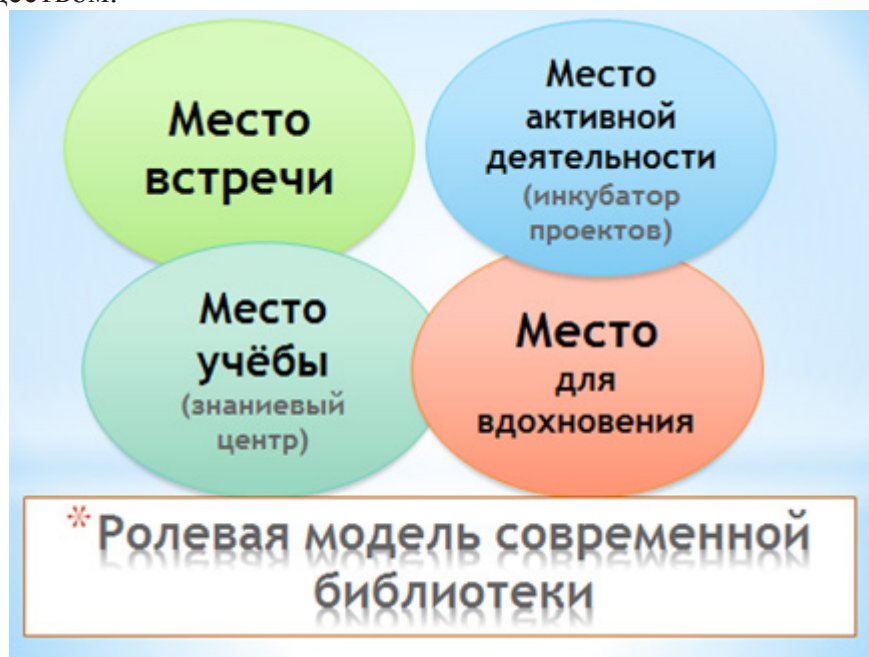 Место
встречи
Место
активной
деятельности
(инкубатор
проектов)
Место
учёбы
(знаниевый
центр)
Место
для
вдохновения
*Ролевая модель современной
библиотеки